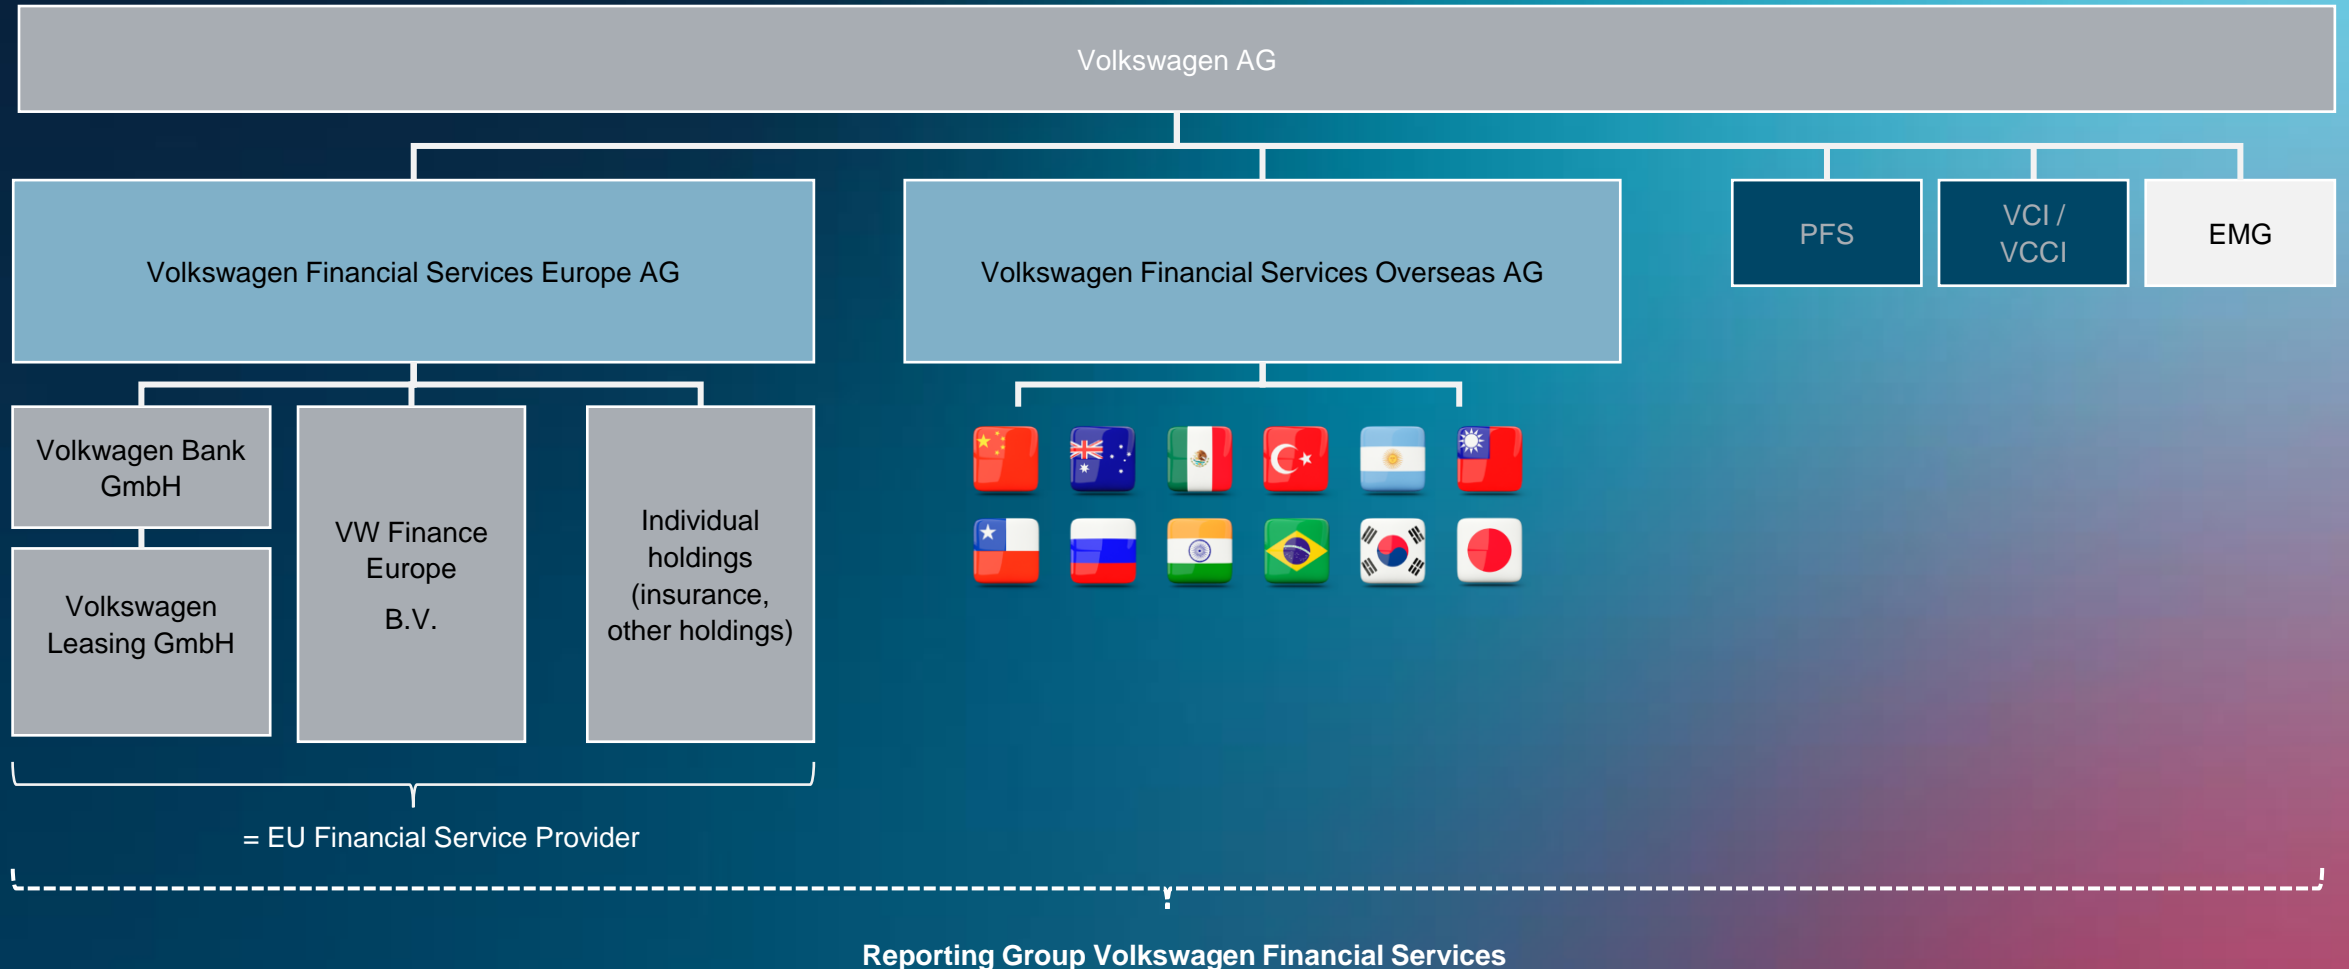 Volkswagen AG
Volkswagen Financial Services Europe AG
Volkswagen Financial Services Overseas AG
PFS
VCI /
VCCI
EMG
Volkwagen Bank
GmbH
Volkswagen
Leasing GmbH
VW Finance
Europe
B.V.
Individual
holdings
(insurance,
other holdings)
= EU Financial Service Provider
Reporting Group Volkswagen Financial Services